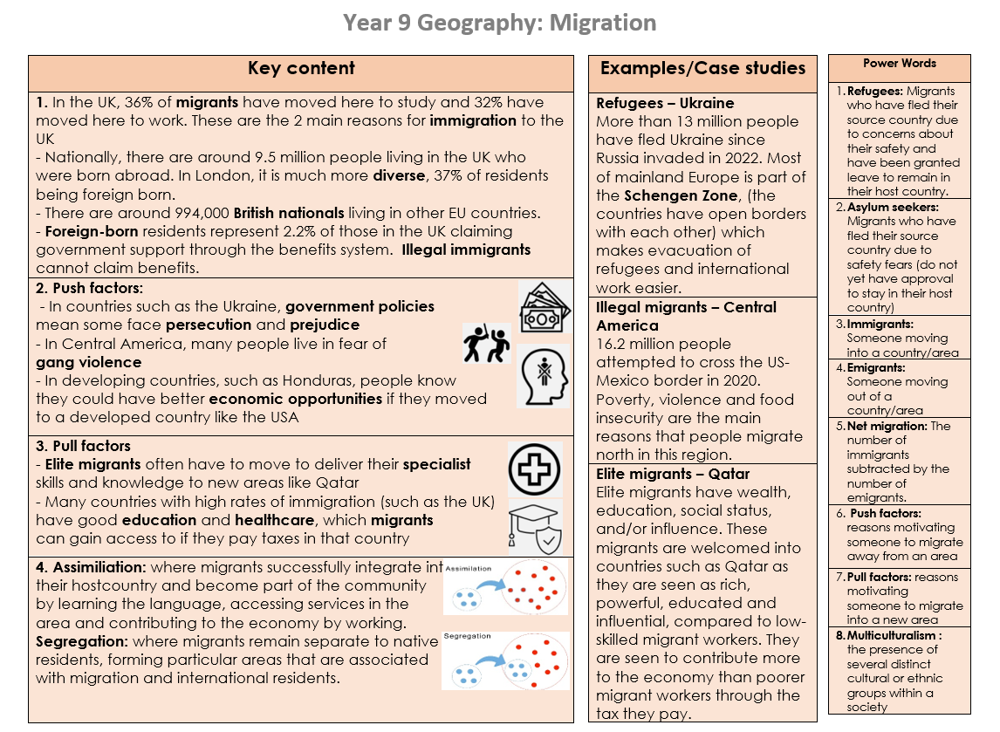 Year 9 Geography: Migration
Key content
1. In the UK, 36% of migrants have moved here to study and 32% have
moved here to work. These are the 2 main reasons for immigration to the
UK
- Nationally, there are around 9.5 million people living in the UK who
were born abroad. In London, it is much more diverse, 37% of residents
being foreign born.
- There are around 994,000 British nationals living in other EU countries.
- Foreign-born residents represent 2.2% of those in the UK claiming
government support through the benefits system. Illegal immigrants
cannot claim benefits.
2. Push factors:
- In countries such as the Ukraine, government policies
mean some face persecution and prejudice
- In Central America, many people live in fear of
gang violence
- In developing countries, such as Honduras, people know
they could have better economic opportunities if they moved
to a developed country like the USA
3. Pull factors
- Elite migrants often have to move to deliver their specialist
skills and knowledge to new areas like Qatar
- Many countries with high rates of immigration (such as the UK)
have good education and healthcare, which migrants
can gain access to if they pay taxes in that country
4. Assimiliation: where migrants successfully integrate int
their hostcountry and become part of the community
by learning the language, accessing services in the
area and contributing to the economy by working.
Segregation: where migrants remain separate to native
residents, forming particular areas that are associated
with migration and international residents.
Assimilation
Segregation
Examples/Case studies
Refugees – Ukraine
More than 13 million people
have fled Ukraine since
Russia invaded in 2022. Most
of mainland Europe is part of
the Schengen Zone, (the
countries have open borders
with each other) which
makes evacuation of
refugees and international
work easier.
Illegal migrants – Central
America
16.2 million people
attempted to cross the US-
Mexico border in 2020.
Poverty, violence and food
insecurity are the main
reasons that people migrate
north in this region.
Elite migrants – Qatar
Elite migrants have wealth,
education, social status,
and/or influence. These
migrants are welcomed into
countries such as Qatar as
they are seen as rich,
powerful, educated and
influential, compared to low-
skilled migrant workers. They
are seen to contribute more
to the economy than poorer
migrant workers through the
tax they pay.
Power Words
1. Refugees: Migrants
who have fled their
source country due
to concerns about
their safety and
have been granted
leave to remain in
their host country.
2. Asylum seekers:
Migrants who have
fled their source
country due to
safety fears (do not
yet have approval
to stay in their host
country)
3. Immigrants:
Someone moving
into a country/area
4. Emigrants:
Someone moving
out of a
country/area
5. Net migration: The
number of
immigrants
subtracted by the
number of
emigrants.
6. Push factors:
reasons motivating
someone to migrate
away from an area
7. Pull factors: reasons
motivating
someone to migrate
into a new area
8. Multiculturalism :
the presence of
several distinct
cultural or ethnic
groups within a
society